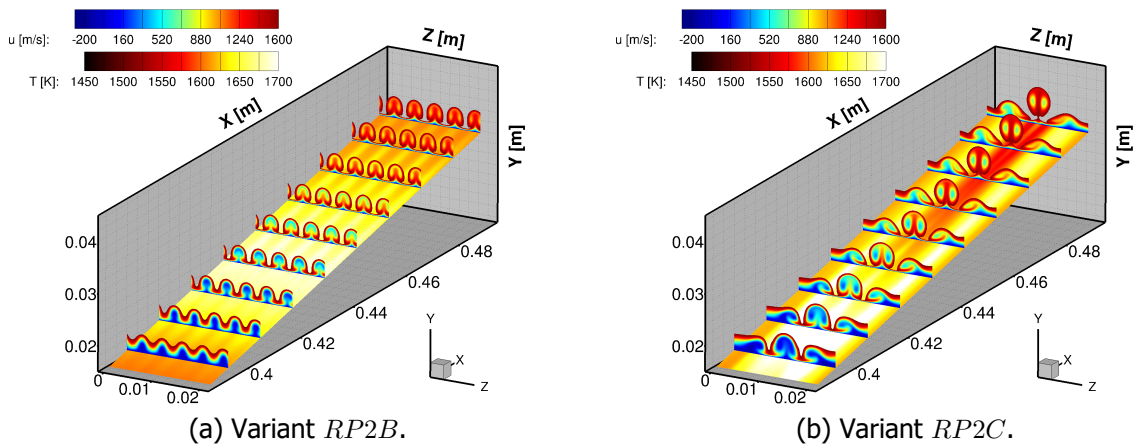 u [m/s]: -200 160 520 880 1240 1600
T [K]: 1450 1500 1550 1600 1650 1700
Z [m]
X [m]
Y [m]
0.04
0.03
0.02
0 0.01 0.02
0.4 0.42 0.44 0.46 0.48
Y
X
Z
(a) Variant RP2B.
u [m/s]: -200 160 520 880 1240 1600
T [K]: 1450 1500 1550 1600 1650 1700
Z [m]
X [m]
Y [m]
0.04
0.03
0.02
0 0.01 0.02
0.4 0.42 0.44 0.46 0.48
Y
X
Z
(b) Variant RP2C.